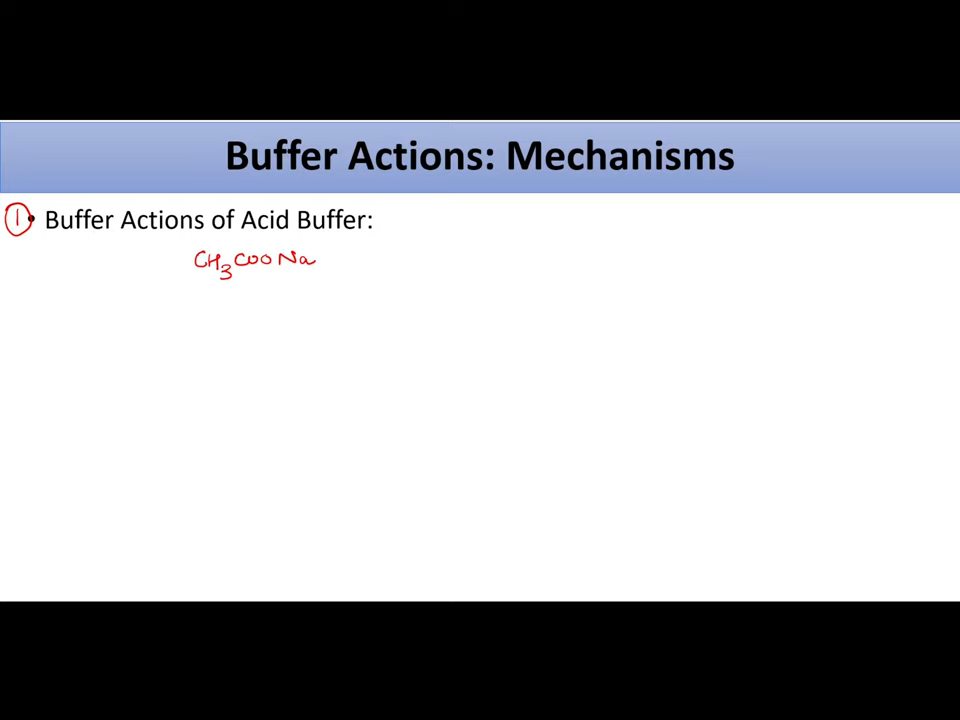 Buffer Actions: Mechanisms
① • Buffer Actions of Acid Buffer:
CH₃COONa